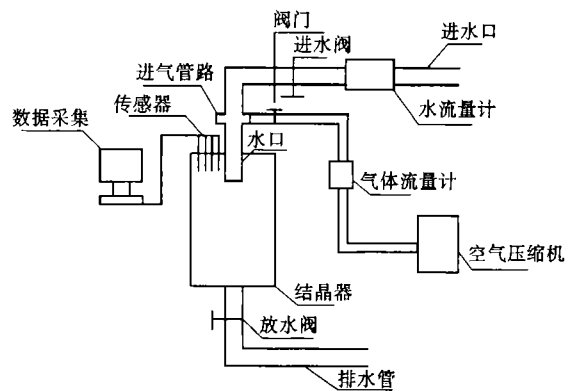 阀门
进水阀
进水口
进气管路
传感器
数据采集
水口
水流量计
气体流量计
空气压缩机
结晶器
放水阀
排水管